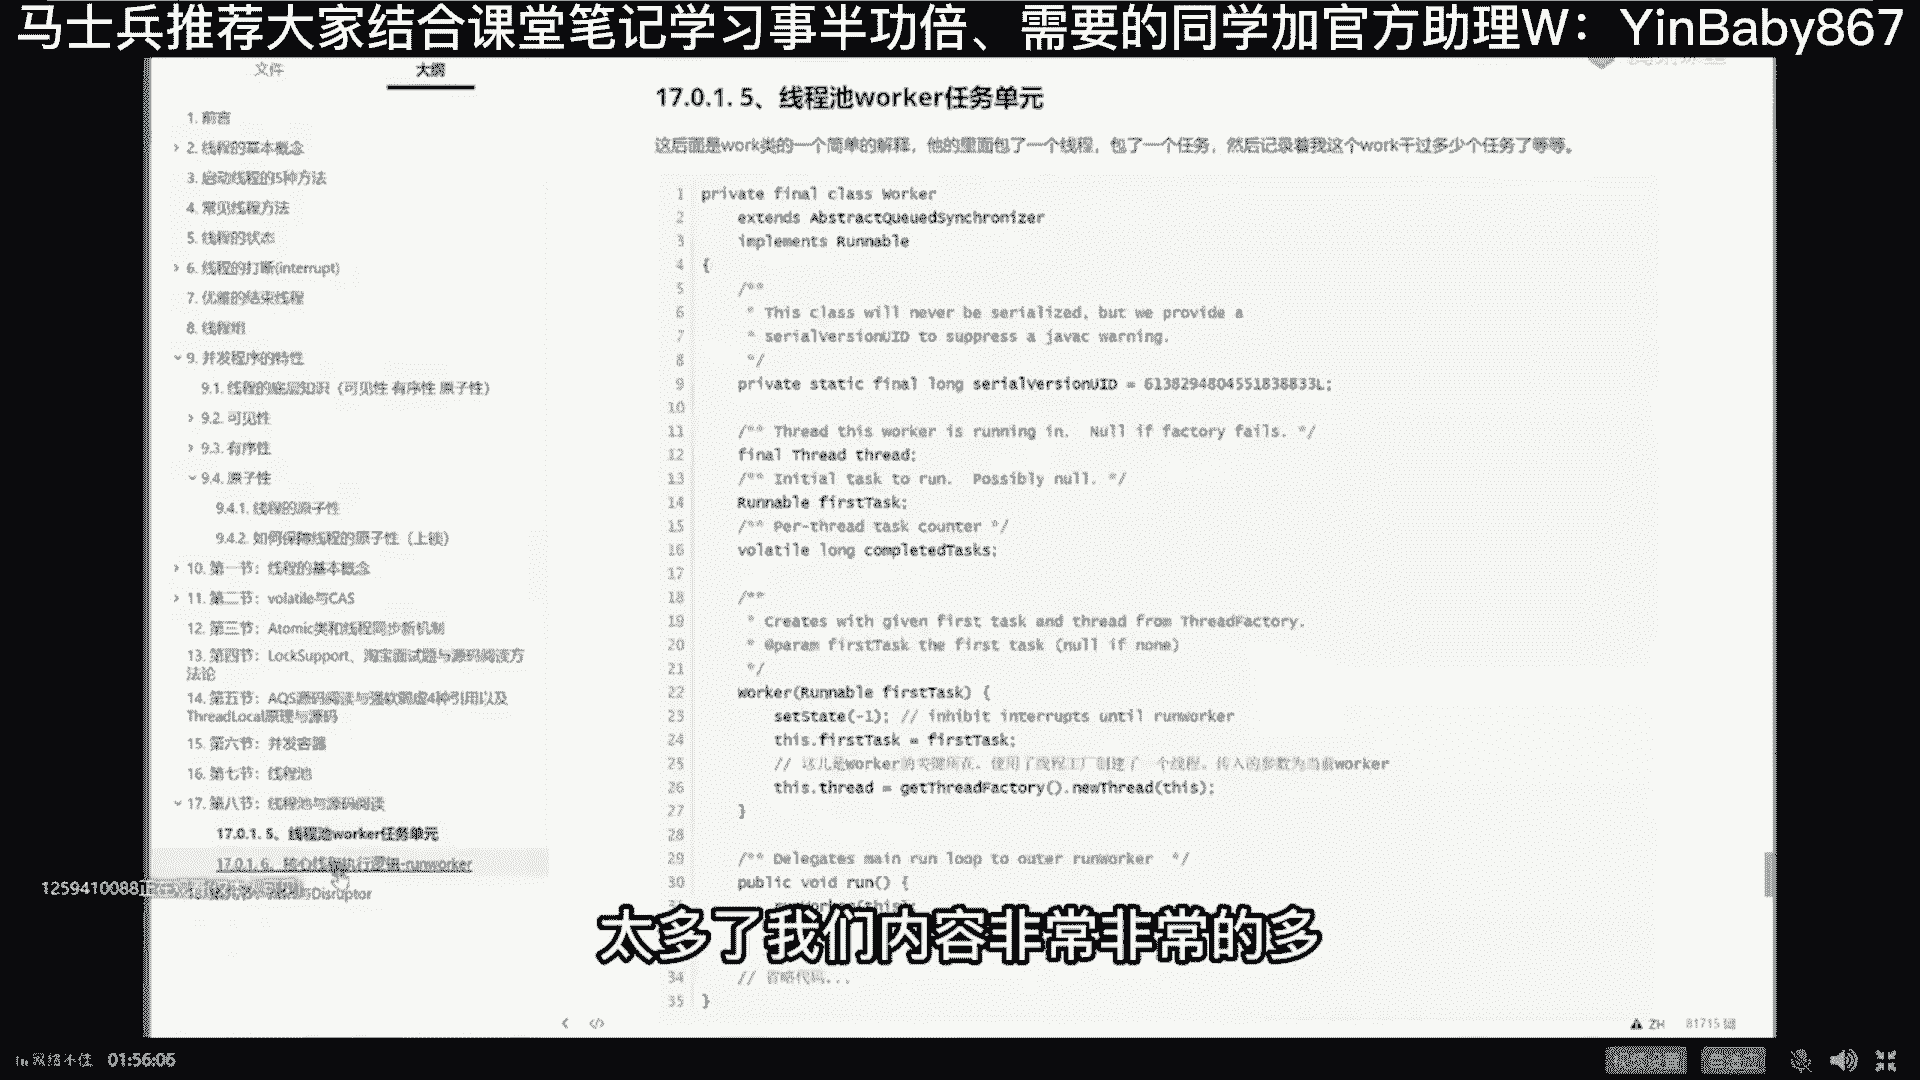 马士兵推荐大家结合课堂笔记学习事半功倍、需要的同学加官方助理W：YinBaby867
文件
大纲
1. 前言
2. 线程的基本概念
3. 启动线程的5种方法
4. 常见线程方法
5. 线程的状态
6. 线程的打断(interrupt)
7. 优雅的结束线程
8. 线程组
9. 并发程序的特性
9.1. 线程的底层知识（可见性 有序性 原子性）
9.2. 可见性
9.3. 有序性
9.4. 原子性
9.4.1. 线程的原子性
9.4.2. 如何保障线程的原子性（上锁）
10. 第一节：线程的基本概念
11. 第二节：volatile与CAS
12. 第三节：Atomic类和线程同步新机制
13. 第四节：LockSupport、淘宝面试题与源码阅读方
法论
14. 第五节：AQS源码阅读与强软弱虚4种引用以及
ThreadLocal原理与源码
15. 第六节：并发容器
16. 第七节：线程池
17. 第八节：线程池与源码阅读
17.0.1. 5、线程池worker任务单元
17.0.1. 6、核心线程执行逻辑-runworker
与Disruptor
1259410088
17.0.1. 5、线程池worker任务单元
这后面是work类的一个简单的解释，他的里面包了一个线程，包了一个任务，然后记录着我这个work干过多少个任务了等等。
1 private final class Worker
2 extends AbstractQueuedSynchronizer
3 implements Runnable
4 {
5 /**
6 * This class will never be serialized, but we provide a
7 * serialVersionUID to suppress a javac warning.
8 */
9 private static final long serialVersionUID = 6138294804551838833L;
10
11 /** Thread this worker is running in.  Null if factory fails. */
12 final Thread thread;
13 /** Initial task to run.  Possibly null. */
14 Runnable firstTask;
15 /** Per-thread task counter */
16 volatile long completedTasks;
17
18 /**
19 * Creates with given first task and thread from ThreadFactory.
20 * @param firstTask the first task (null if none)
21 */
22 Worker(Runnable firstTask) {
23 setState(-1); // inhibit interrupts until runWorker
24 this.firstTask = firstTask;
25 // 这儿是Worker的关键所在，使用了线程工厂创建了一个线程。传入的参数为当前worker
26 this.thread = getThreadFactory().newThread(this);
27 }
28
29 /** Delegates main run loop to outer runWorker  */
30 public void run() {
runWorker(this);
太多了我们内容非常非常的多
34 // 省略代码...
35 }
ZH
81715 词
网络不佳 01:56:06